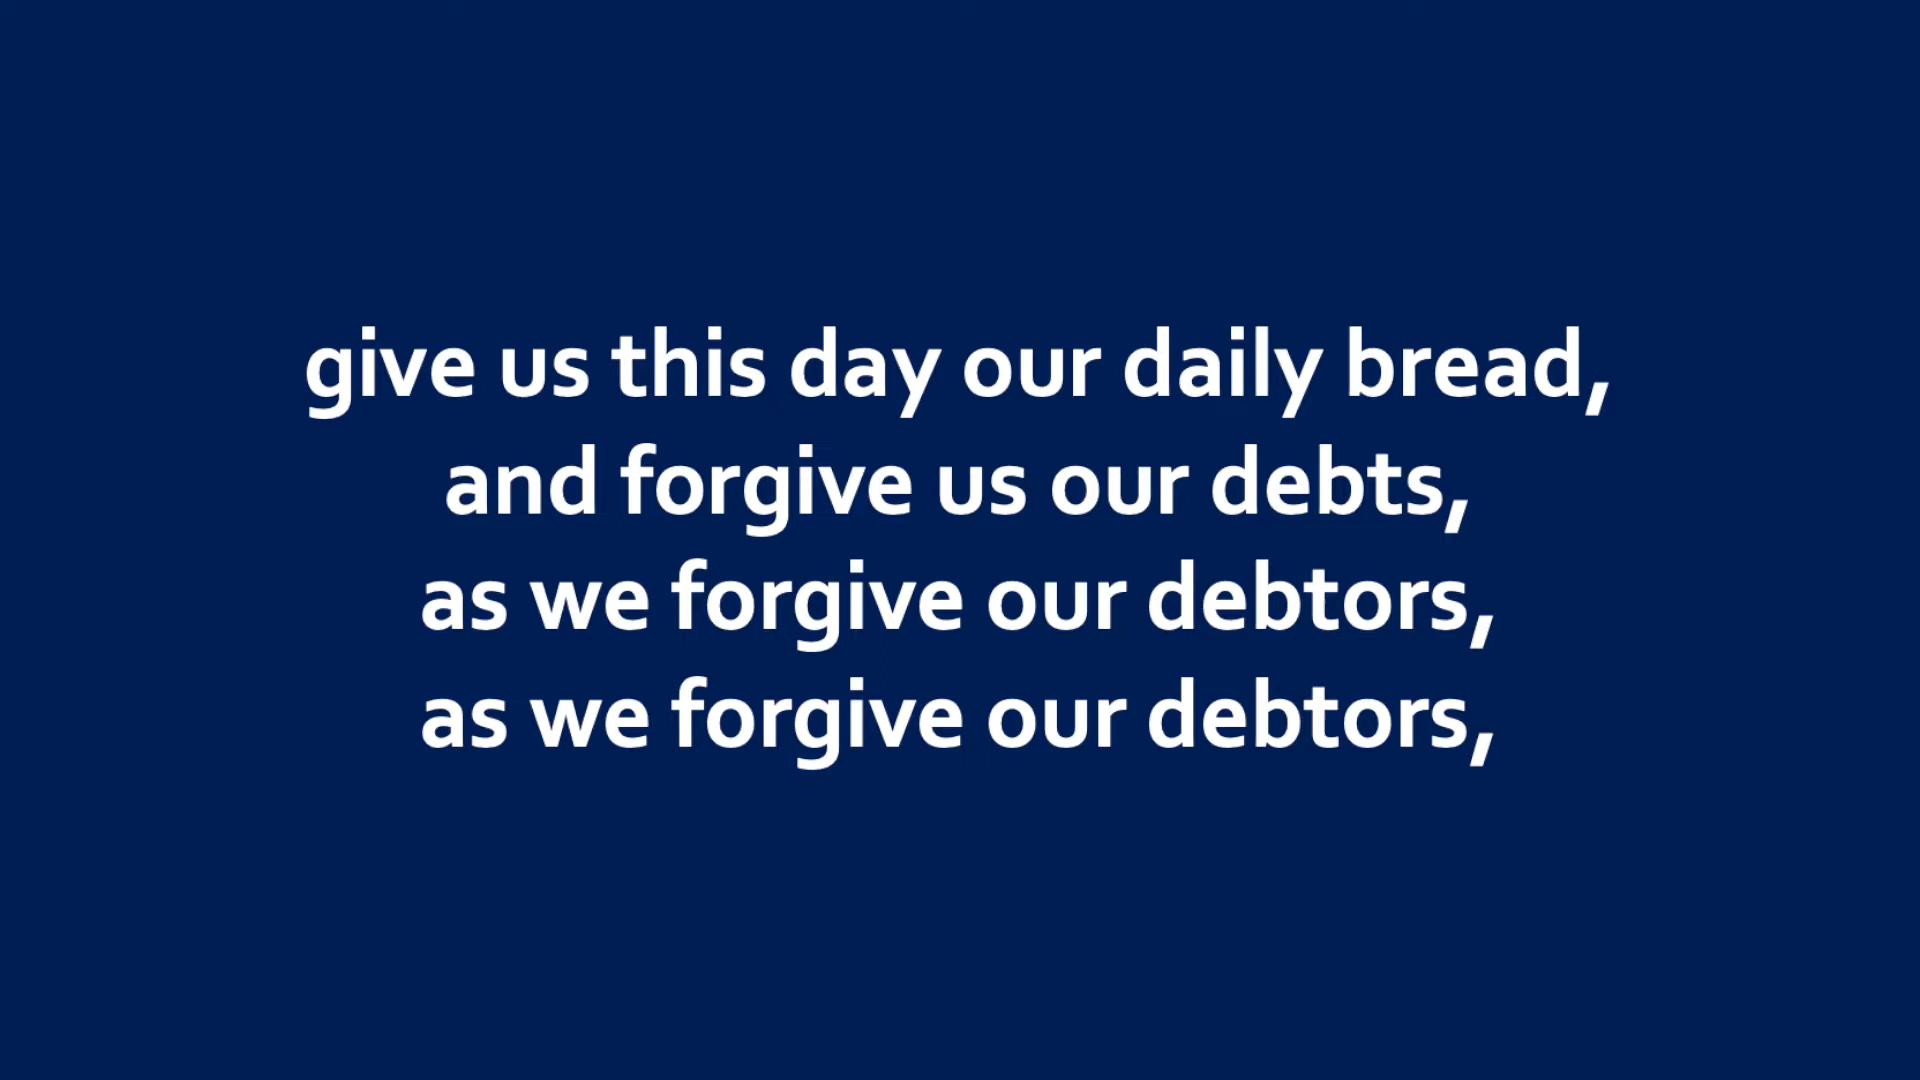 give us this day our daily bread,
and forgive us our debts,
as we forgive our debtors,
as we forgive our debtors,